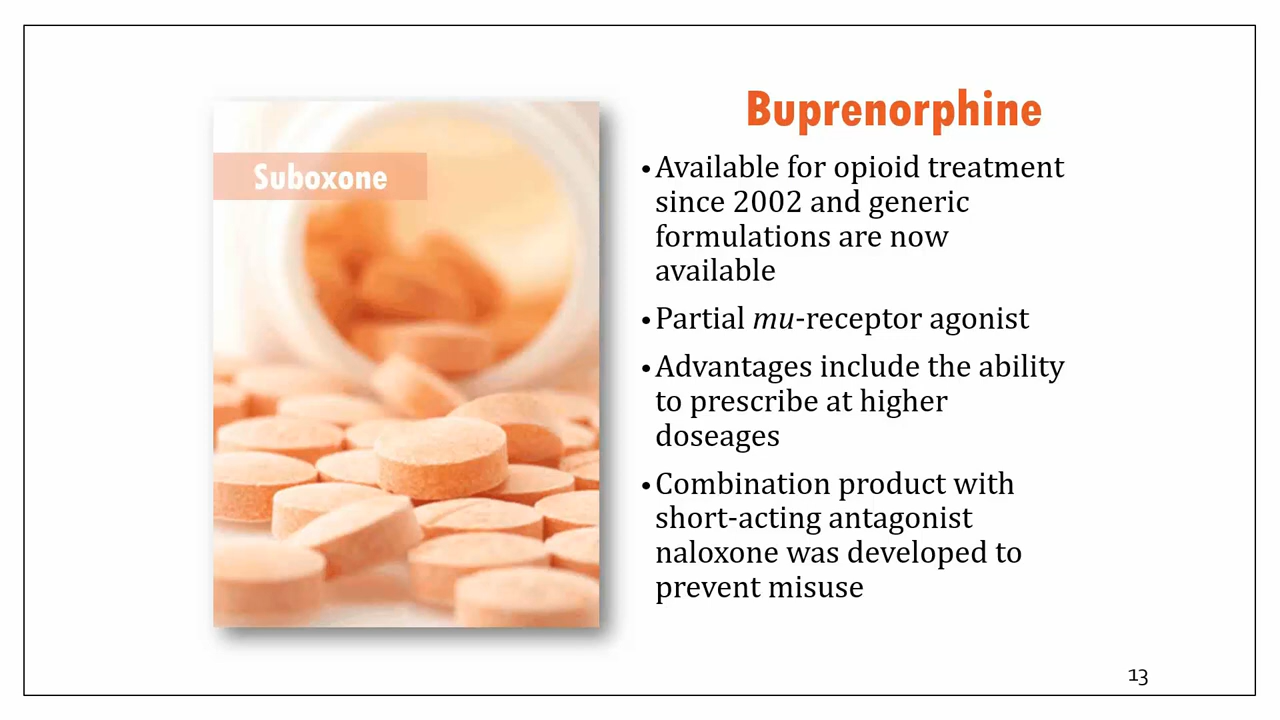 Suboxone
Buprenorphine
•Available for opioid treatment
since 2002 and generic
formulations are now
available
•Partial mu-receptor agonist
•Advantages include the ability
to prescribe at higher
doseages
•Combination product with
short-acting antagonist
naloxone was developed to
prevent misuse
13